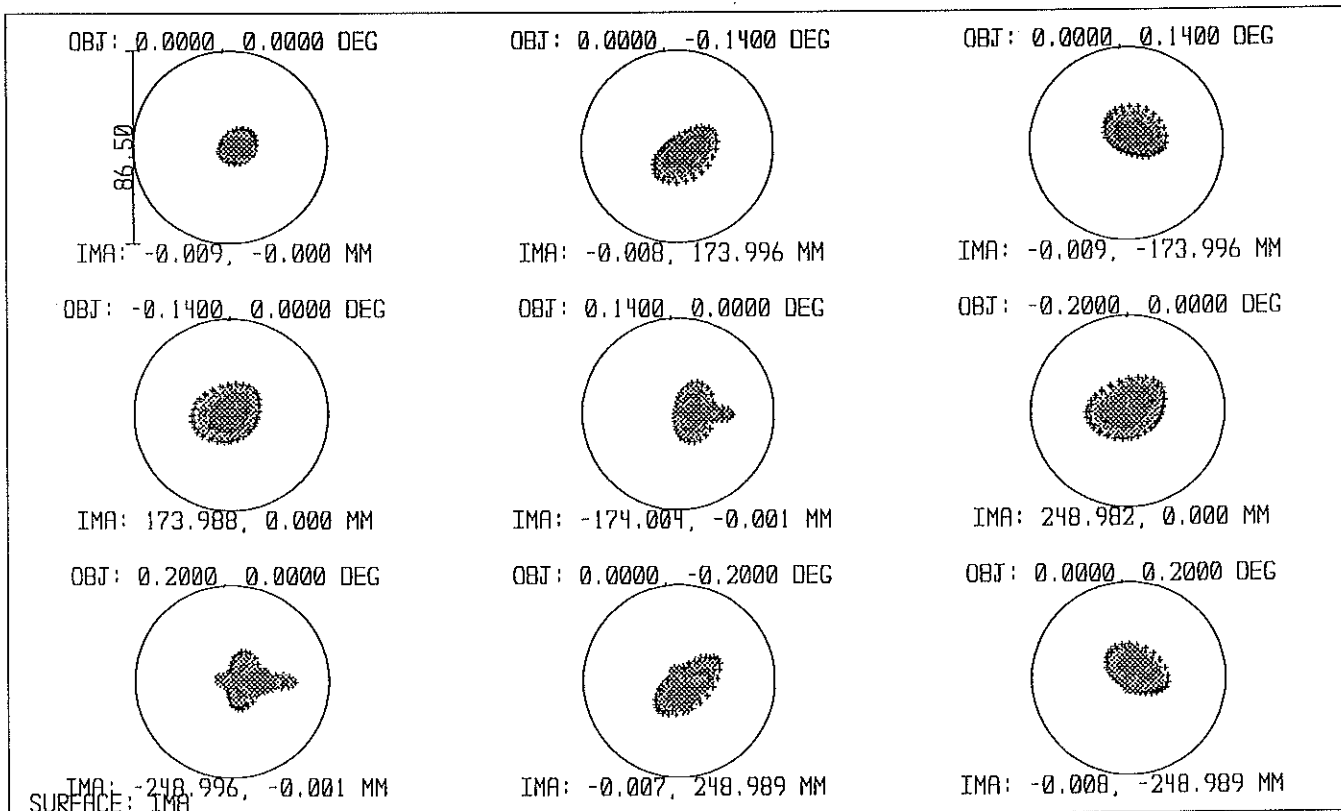 OBJ: 0.0000, 0.0000 DEG
OBJ: 0.0000, -0.1400 DEG
OBJ: 0.0000, 0.1400 DEG
86.50
IMA: -0.009, -0.000 MM
IMA: -0.008, 173.996 MM
IMA: -0.009, -173.996 MM
OBJ: -0.1400, 0.0000 DEG
OBJ: 0.1400, 0.0000 DEG
OBJ: -0.2000, 0.0000 DEG
IMA: 173.988, 0.000 MM
IMA: -174.004, -0.001 MM
IMA: 248.982, 0.000 MM
OBJ: 0.2000, 0.0000 DEG
OBJ: 0.0000, -0.2000 DEG
OBJ: 0.0000, 0.2000 DEG
IMA: -248.996, -0.001 MM
IMA: -0.007, 248.989 MM
IMA: -0.008, -248.989 MM
SURFACE: IMA